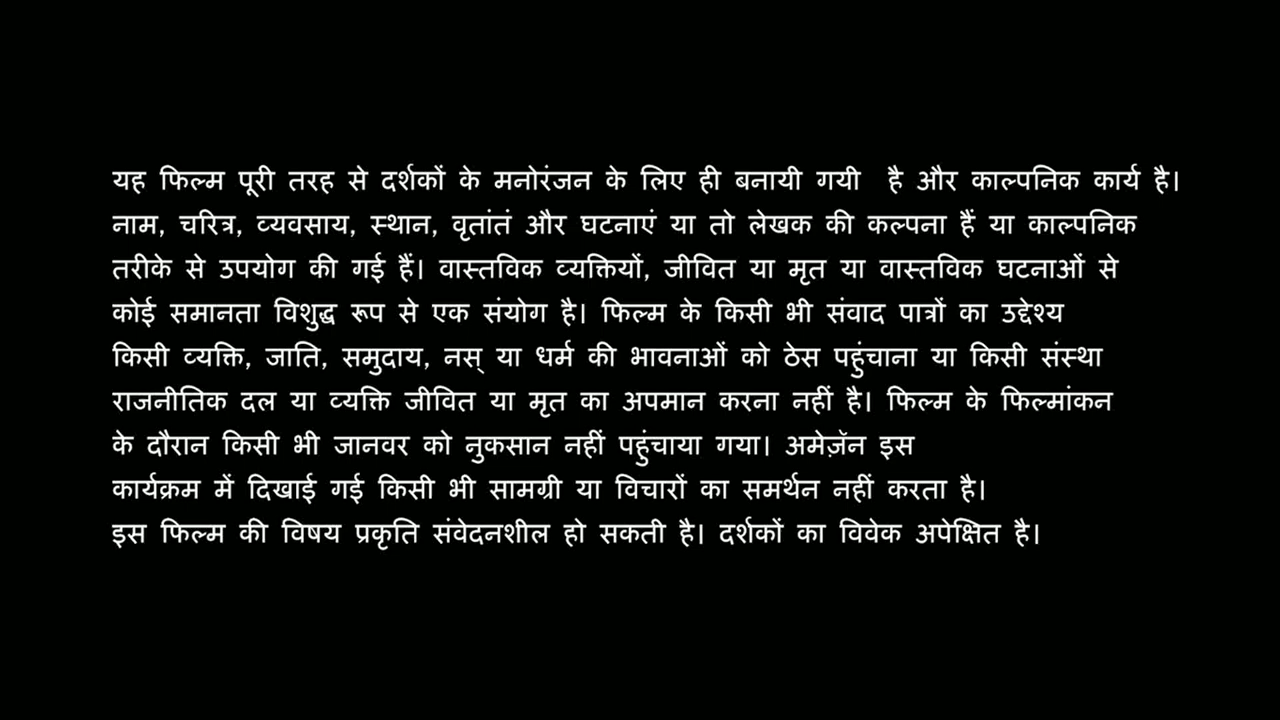 यह फिल्म पूरी तरह से दर्शकों के मनोरंजन के लिए ही बनायी गयी है और काल्पनिक कार्य है।
नाम, चरित्र, व्यवसाय, स्थान, वृतांतं और घटनाएं या तो लेखक की कल्पना हैं या काल्पनिक
तरीके से उपयोग की गई हैं। वास्तविक व्यक्तियों, जीवित या मृत या वास्तविक घटनाओं से
कोई समानता विशुद्ध रूप से एक संयोग है। फिल्म के किसी भी संवाद पात्रों का उद्देश्य
किसी व्यक्ति, जाति, समुदाय, नस् या धर्म की भावनाओं को ठेस पहुंचाना या किसी संस्था
राजनीतिक दल या व्यक्ति जीवित या मृत का अपमान करना नहीं है। फिल्म के फिल्मांकन
के दौरान किसी भी जानवर को नुकसान नहीं पहुंचाया गया। अमेज़ॅन इस
कार्यक्रम में दिखाई गई किसी भी सामग्री या विचारों का समर्थन नहीं करता है।
इस फिल्म की विषय प्रकृति संवेदनशील हो सकती है। दर्शकों का विवेक अपेक्षित है।